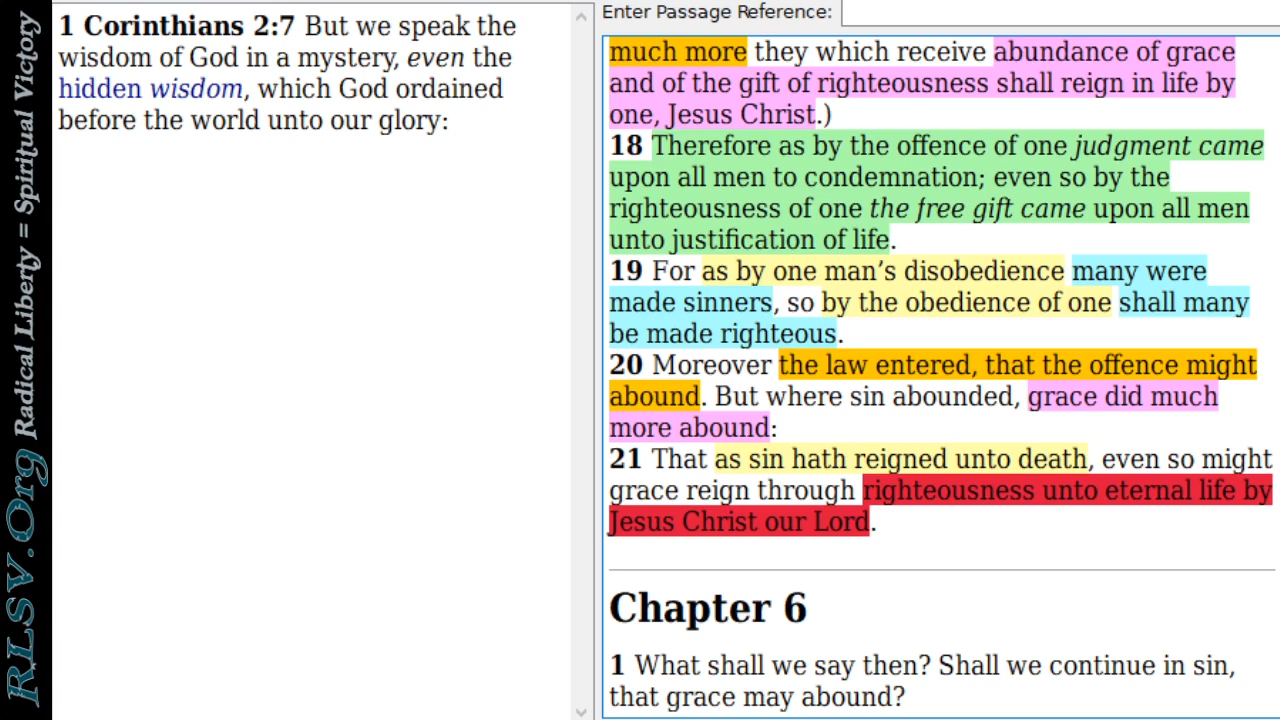 RLSV.Org Radical Liberty = Spiritual Victory
1 Corinthians 2:7 But we speak the
wisdom of God in a mystery, even the
hidden wisdom, which God ordained
before the world unto our glory:
Enter Passage Reference:
much more they which receive abundance of grace
and of the gift of righteousness shall reign in life by
one, Jesus Christ.)
18 Therefore as by the offence of one judgment came
upon all men to condemnation; even so by the
righteousness of one the free gift came upon all men
unto justification of life.
19 For as by one man’s disobedience many were
made sinners, so by the obedience of one shall many
be made righteous.
20 Moreover the law entered, that the offence might
abound. But where sin abounded, grace did much
more abound:
21 That as sin hath reigned unto death, even so might
grace reign through righteousness unto eternal life by
Jesus Christ our Lord.
Chapter 6
1 What shall we say then? Shall we continue in sin,
that grace may abound?